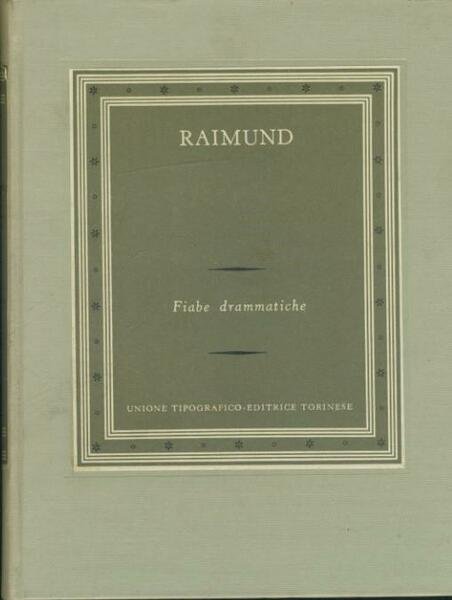 RAIMUND
Fiabe drammatiche
UNIONE TIPOGRAFICO-EDITRICE TORINESE